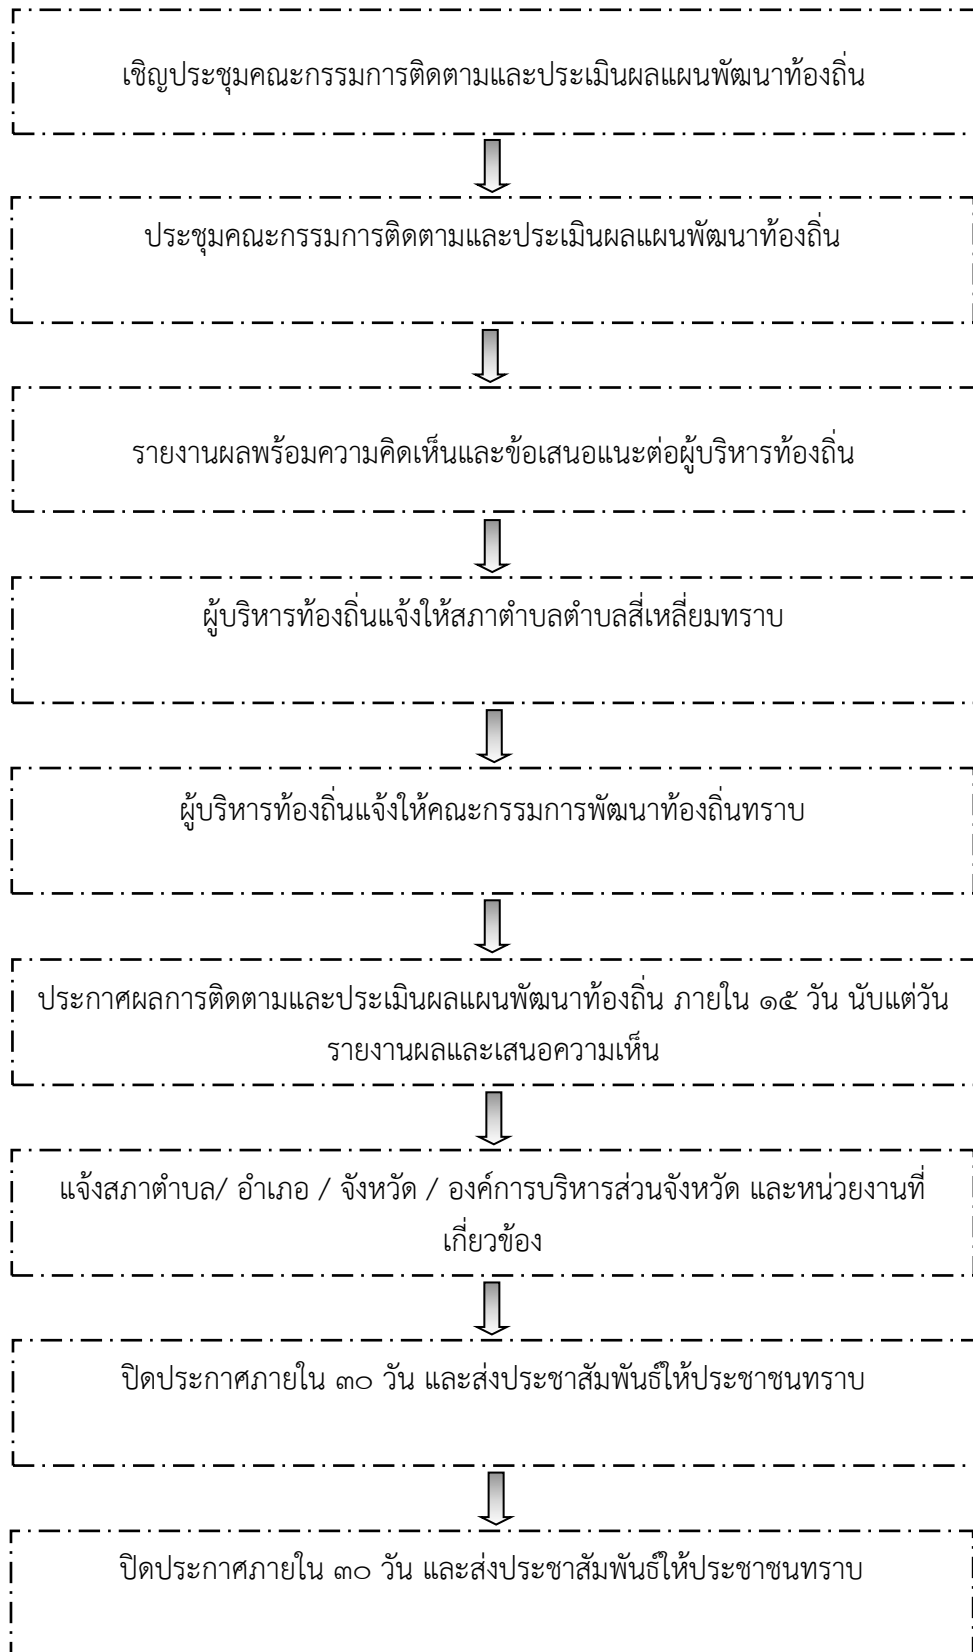 เชิญประชุมคณะกรรมการติดตามและประเมินผลแผนพัฒนาท้องถิ่น
ประชุมคณะกรรมการติดตามและประเมินผลแผนพัฒนาท้องถิ่น
รายงานผลพร้อมความคิดเห็นและข้อเสนอแนะต่อผู้บริหารท้องถิ่น
ผู้บริหารท้องถิ่นแจ้งให้สภาตำบลตำบลสี่เหลี่ยมทราบ
ผู้บริหารท้องถิ่นแจ้งให้คณะกรรมการพัฒนาท้องถิ่นทราบ
ประกาศผลการติดตามและประเมินผลแผนพัฒนาท้องถิ่น ภายใน ๑๕ วัน นับแต่วัน
รายงานผลและเสนอความเห็น
แจ้งสภาตำบล/ อำเภอ / จังหวัด / องค์การบริหารส่วนจังหวัด และหน่วยงานที่
เกี่ยวข้อง
ปิดประกาศภายใน ๓๐ วัน และส่งประชาสัมพันธ์ให้ประชาชนทราบ
ปิดประกาศภายใน ๓๐ วัน และส่งประชาสัมพันธ์ให้ประชาชนทราบ